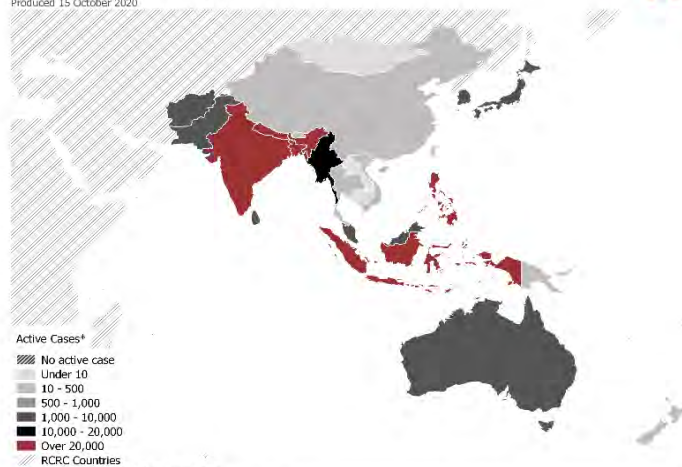 Produced 15 October 2020
Active Cases*
No active case
Under 10
10 - 500
500 - 1,000
1,000 - 10,000
10,000 - 20,000
Over 20,000
RCRC Countries